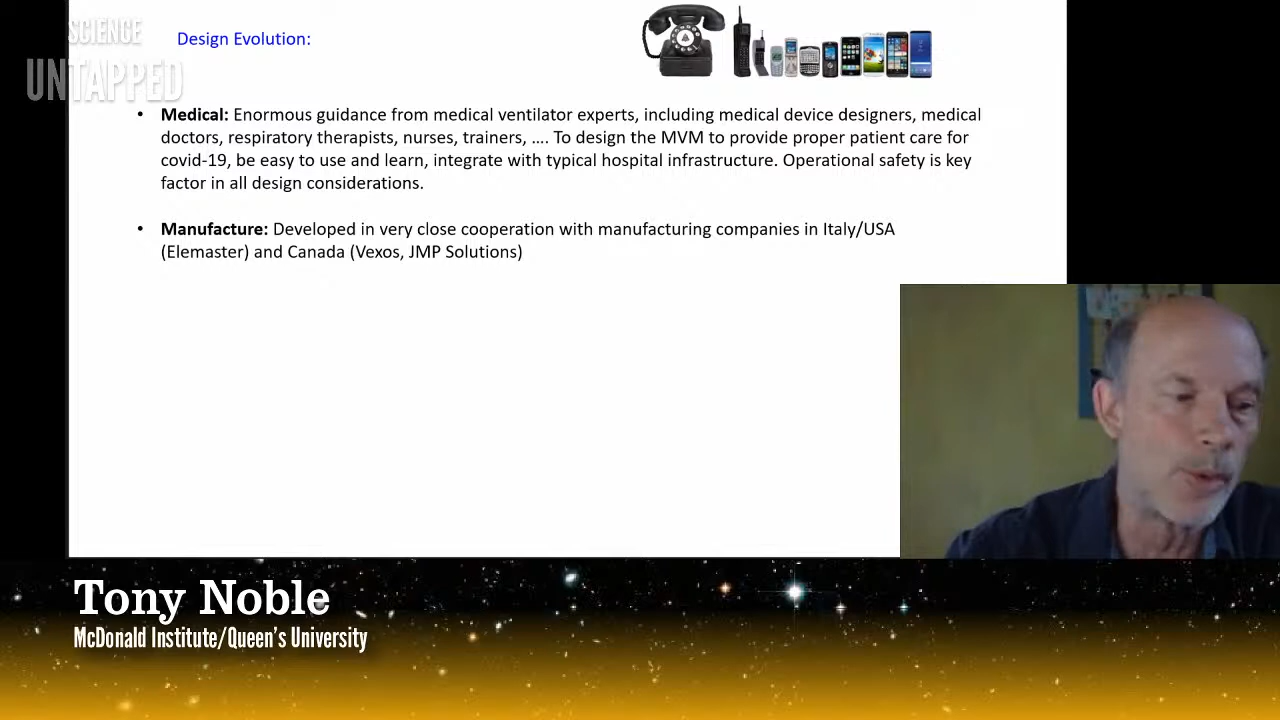 SCIENCE
UNTAPPED
Design Evolution:
• Medical: Enormous guidance from medical ventilator experts, including medical device designers, medical
doctors, respiratory therapists, nurses, trainers, .... To design the MVM to provide proper patient care for
covid-19, be easy to use and learn, integrate with typical hospital infrastructure. Operational safety is key
factor in all design considerations.
• Manufacture: Developed in very close cooperation with manufacturing companies in Italy/USA
(Elemaster) and Canada (Vexos, JMP Solutions)
Tony Noble
McDonald Institute/Queen's University